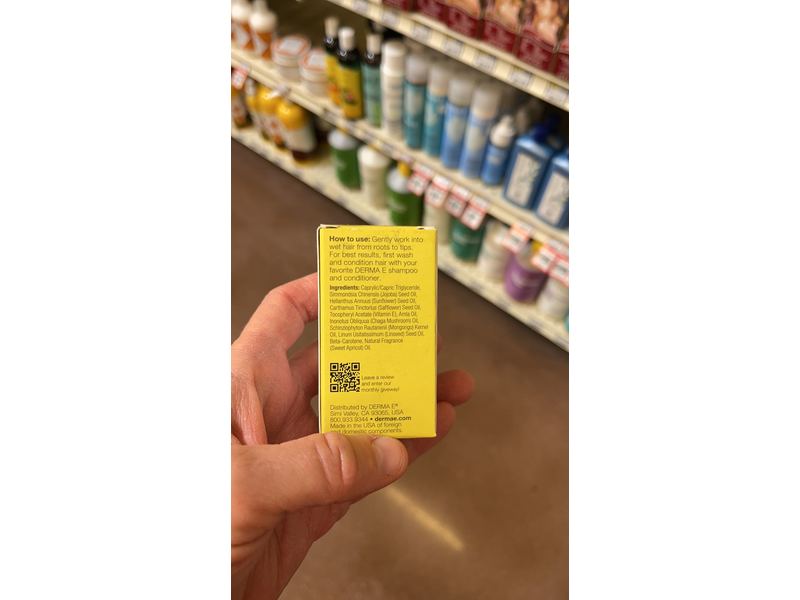 How to use: Gently work into
wet hair from roots to tips.
For best results, first wash
and condition hair with your
favorite DERMA E shampoo
and conditioner.
Ingredients: Caprylic/Capric Triglyceride,
Simmondsia Chinensis (Jojoba) Seed Oil,
Helianthus Annuus (Sunflower) Seed Oil,
Carthamus Tinctorius (Safflower) Seed Oil,
Tocopheryl Acetate (Vitamin E), Amla Oil,
Inonotus Obliquus (Chaga Mushroom) Oil,
Schinziophyton Rautanenii (Mongongo) Kernel
Oil, Linum Usitatissimum (Linseed) Seed Oil,
Beta-Carotene, Natural Fragrance
(Sweet Apricot) Oil.
Leave a review
and enter our
monthly giveway!
Distributed by DERMA E®
Simi Valley, CA 93065, USA
800.933.9344 • dermae.com
Made in the USA of foreign
and domestic components.